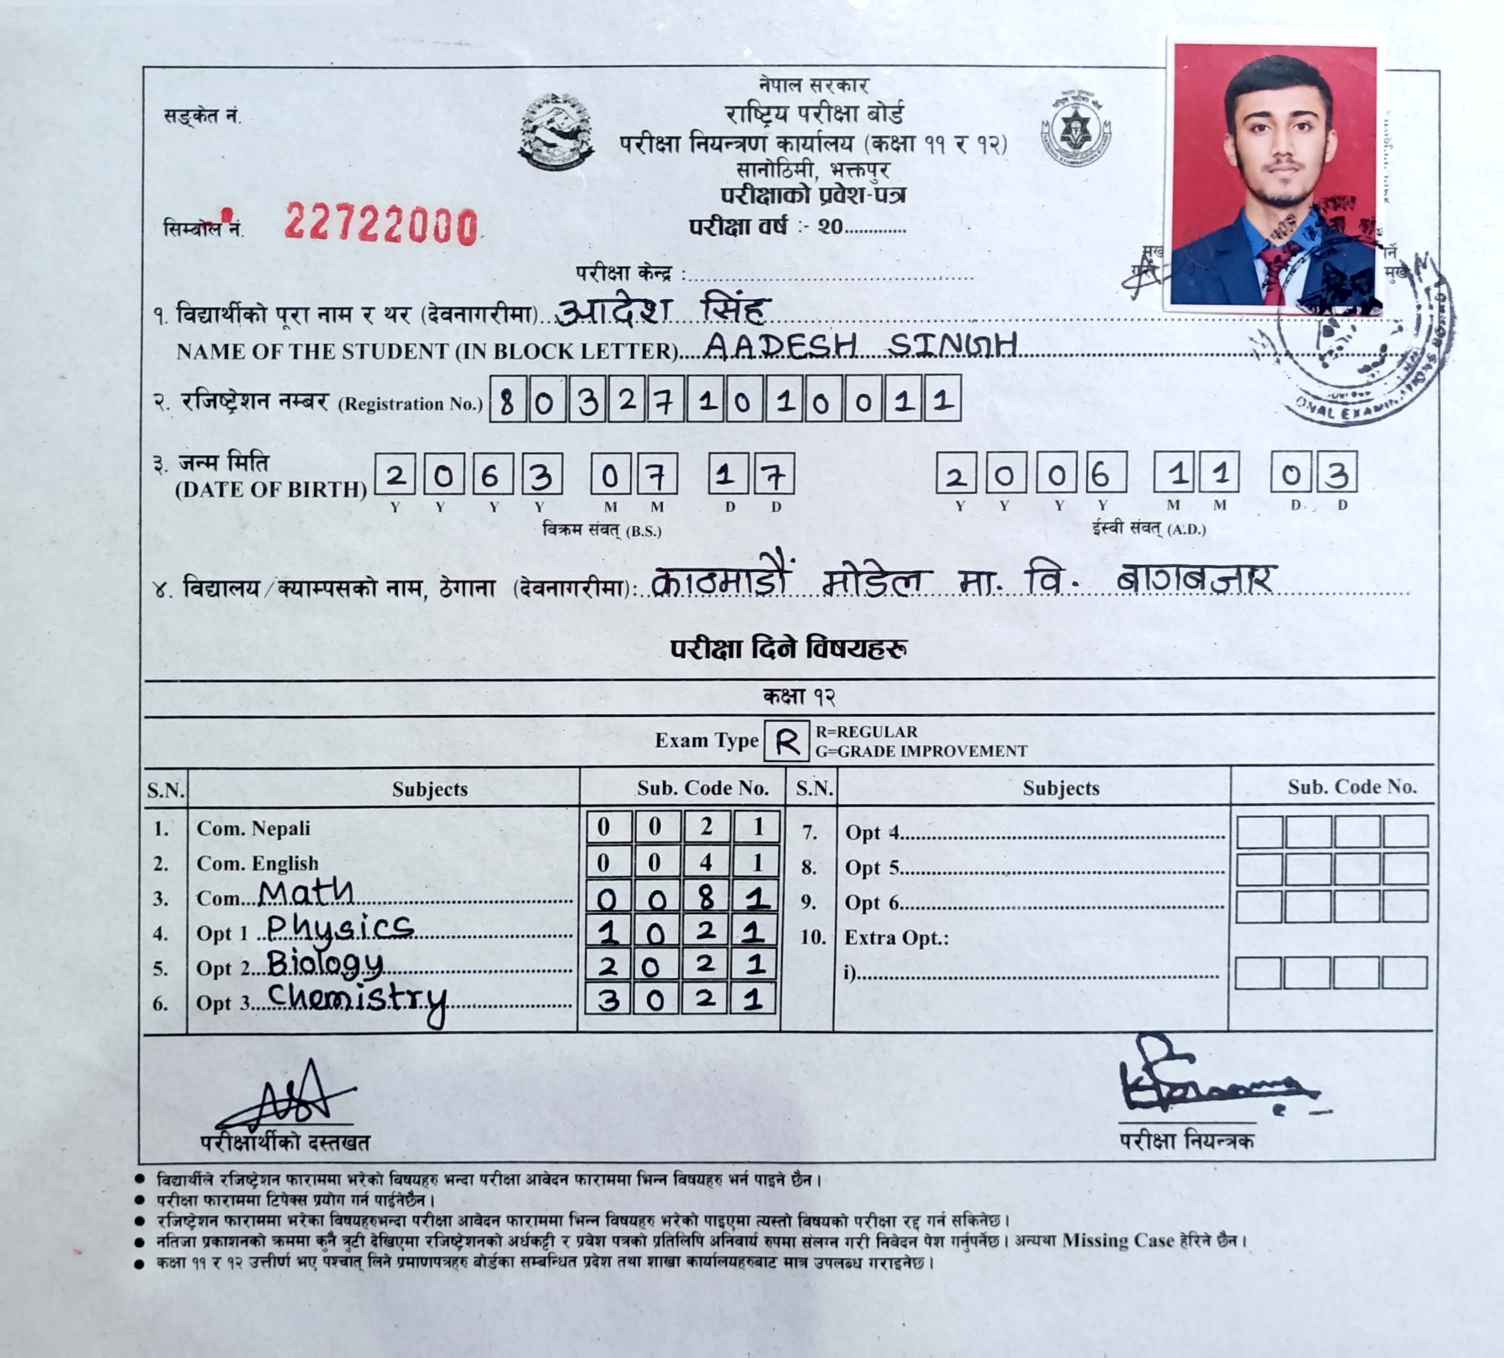 नेपाल सरकार
सङ्केत नं.
राष्ट्रिय परीक्षा बोर्ड
परीक्षा नियन्त्रण कार्यालय (कक्षा ११ र १२)
सानोठिमी, भक्तपुर
परीक्षाको प्रवेश-पत्र
सिम्बोल नं. 22722000
परीक्षा वर्ष :- २०.............
परीक्षा केन्द्र :..........................................................
१. विद्यार्थीको पूरा नाम र थर (देवनागरीमा)..आदेश सिंह
NAME OF THE STUDENT (IN BLOCK LETTER)....AADESH SINGH
ONAL EXAMIN
२. रजिष्ट्रेशन नम्बर (Registration No.) 8 0 3 2 7 1 0 1 0 0 1 1
३. जन्म मिति
(DATE OF BIRTH) 2 0 6 3 0 7 1 7 2 0 0 6 1 1 0 3
Y Y Y Y M M D D Y Y Y Y M M D D
विक्रम संवत् (B.S.) ईस्वी संवत् (A.D.)
४. विद्यालय/क्याम्पसको नाम, ठेगाना (देवनागरीमा):..काठमाडौं मोडेल मा. वि. बागबजार
परीक्षा दिने विषयहरू
कक्षा १२
Exam Type R R=REGULAR
G=GRADE IMPROVEMENT
S.N. Subjects Sub. Code No. S.N. Subjects Sub. Code No.
1. Com. Nepali 0 0 2 1 7. Opt 4
2. Com. English 0 0 4 1 8. Opt 5
3. Com...Math 0 0 8 1 9. Opt 6
4. Opt 1 ..Physics 1 0 2 1 10. Extra Opt.:
5. Opt 2...Biology 2 0 2 1 i)
6. Opt 3....Chemistry 3 0 2 1
परीक्षार्थीको दस्तखत परीक्षा नियन्त्रक
● विद्यार्थीले रजिष्ट्रेशन फाराममा भरेको विषयहरु भन्दा परीक्षा आवेदन फाराममा भिन्न विषयहरु भर्न पाइने छैन।
● परीक्षा फाराममा टिपेक्स प्रयोग गर्न पाईनेछैन।
● रजिष्ट्रेशन फाराममा भरेका विषयहरुभन्दा परीक्षा आवेदन फाराममा भिन्न विषयहरु भरेको पाइएमा त्यस्तो विषयको परीक्षा रद्द गर्न सकिनेछ।
● नतिजा प्रकाशनको क्रममा कुनै त्रुटी देखिएमा रजिष्ट्रेशनको अर्धकट्टी र प्रवेश पत्रको प्रतिलिपि अनिवार्य रुपमा संलग्न गरी निवेदन पेश गर्नुपर्नेछ। अन्यथा Missing Case हेरिने छैन।
● कक्षा ११ र १२ उत्तीर्ण भए पश्चात् लिने प्रमाणपत्रहरु बोर्डका सम्बन्धित प्रदेश तथा शाखा कार्यालयहरुबाट मात्र उपलब्ध गराइनेछ।